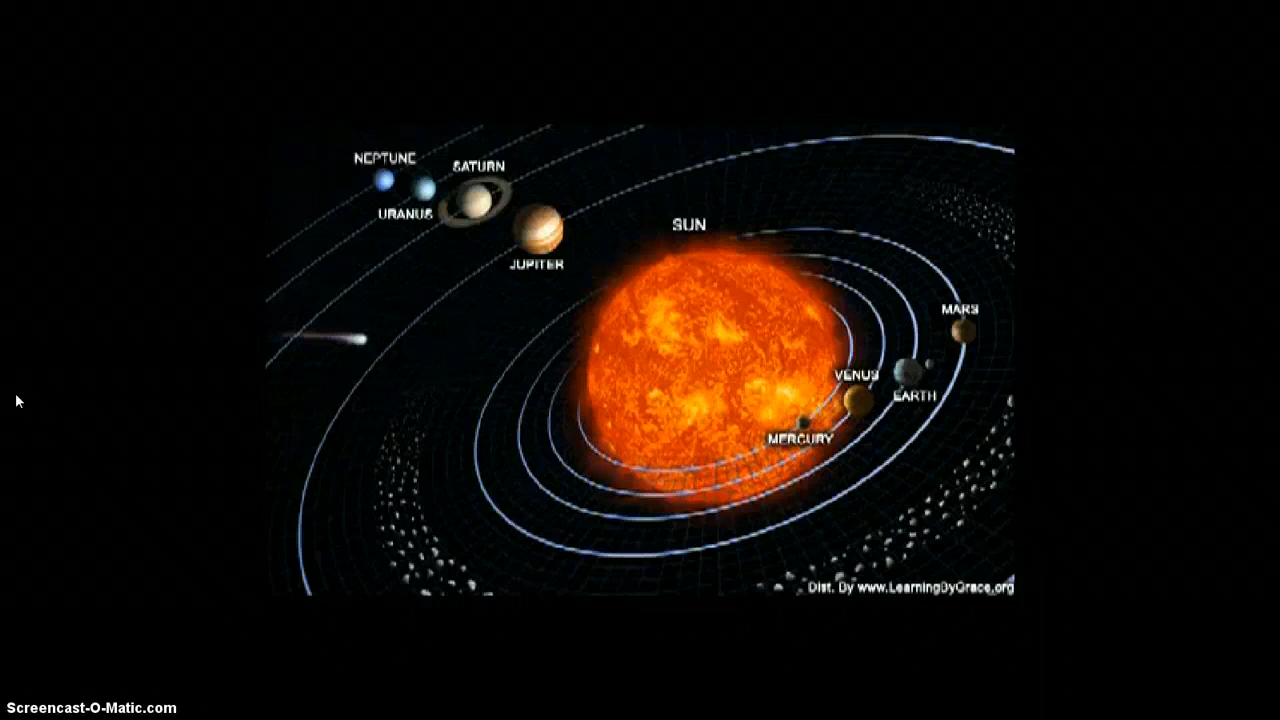 NEPTUNE
SATURN
URANUS
SUN
JUPITER
MARS
VENUS
EARTH
MERCURY
Dist. By www.LearningByGrace.org
Screencast-O-Matic.com